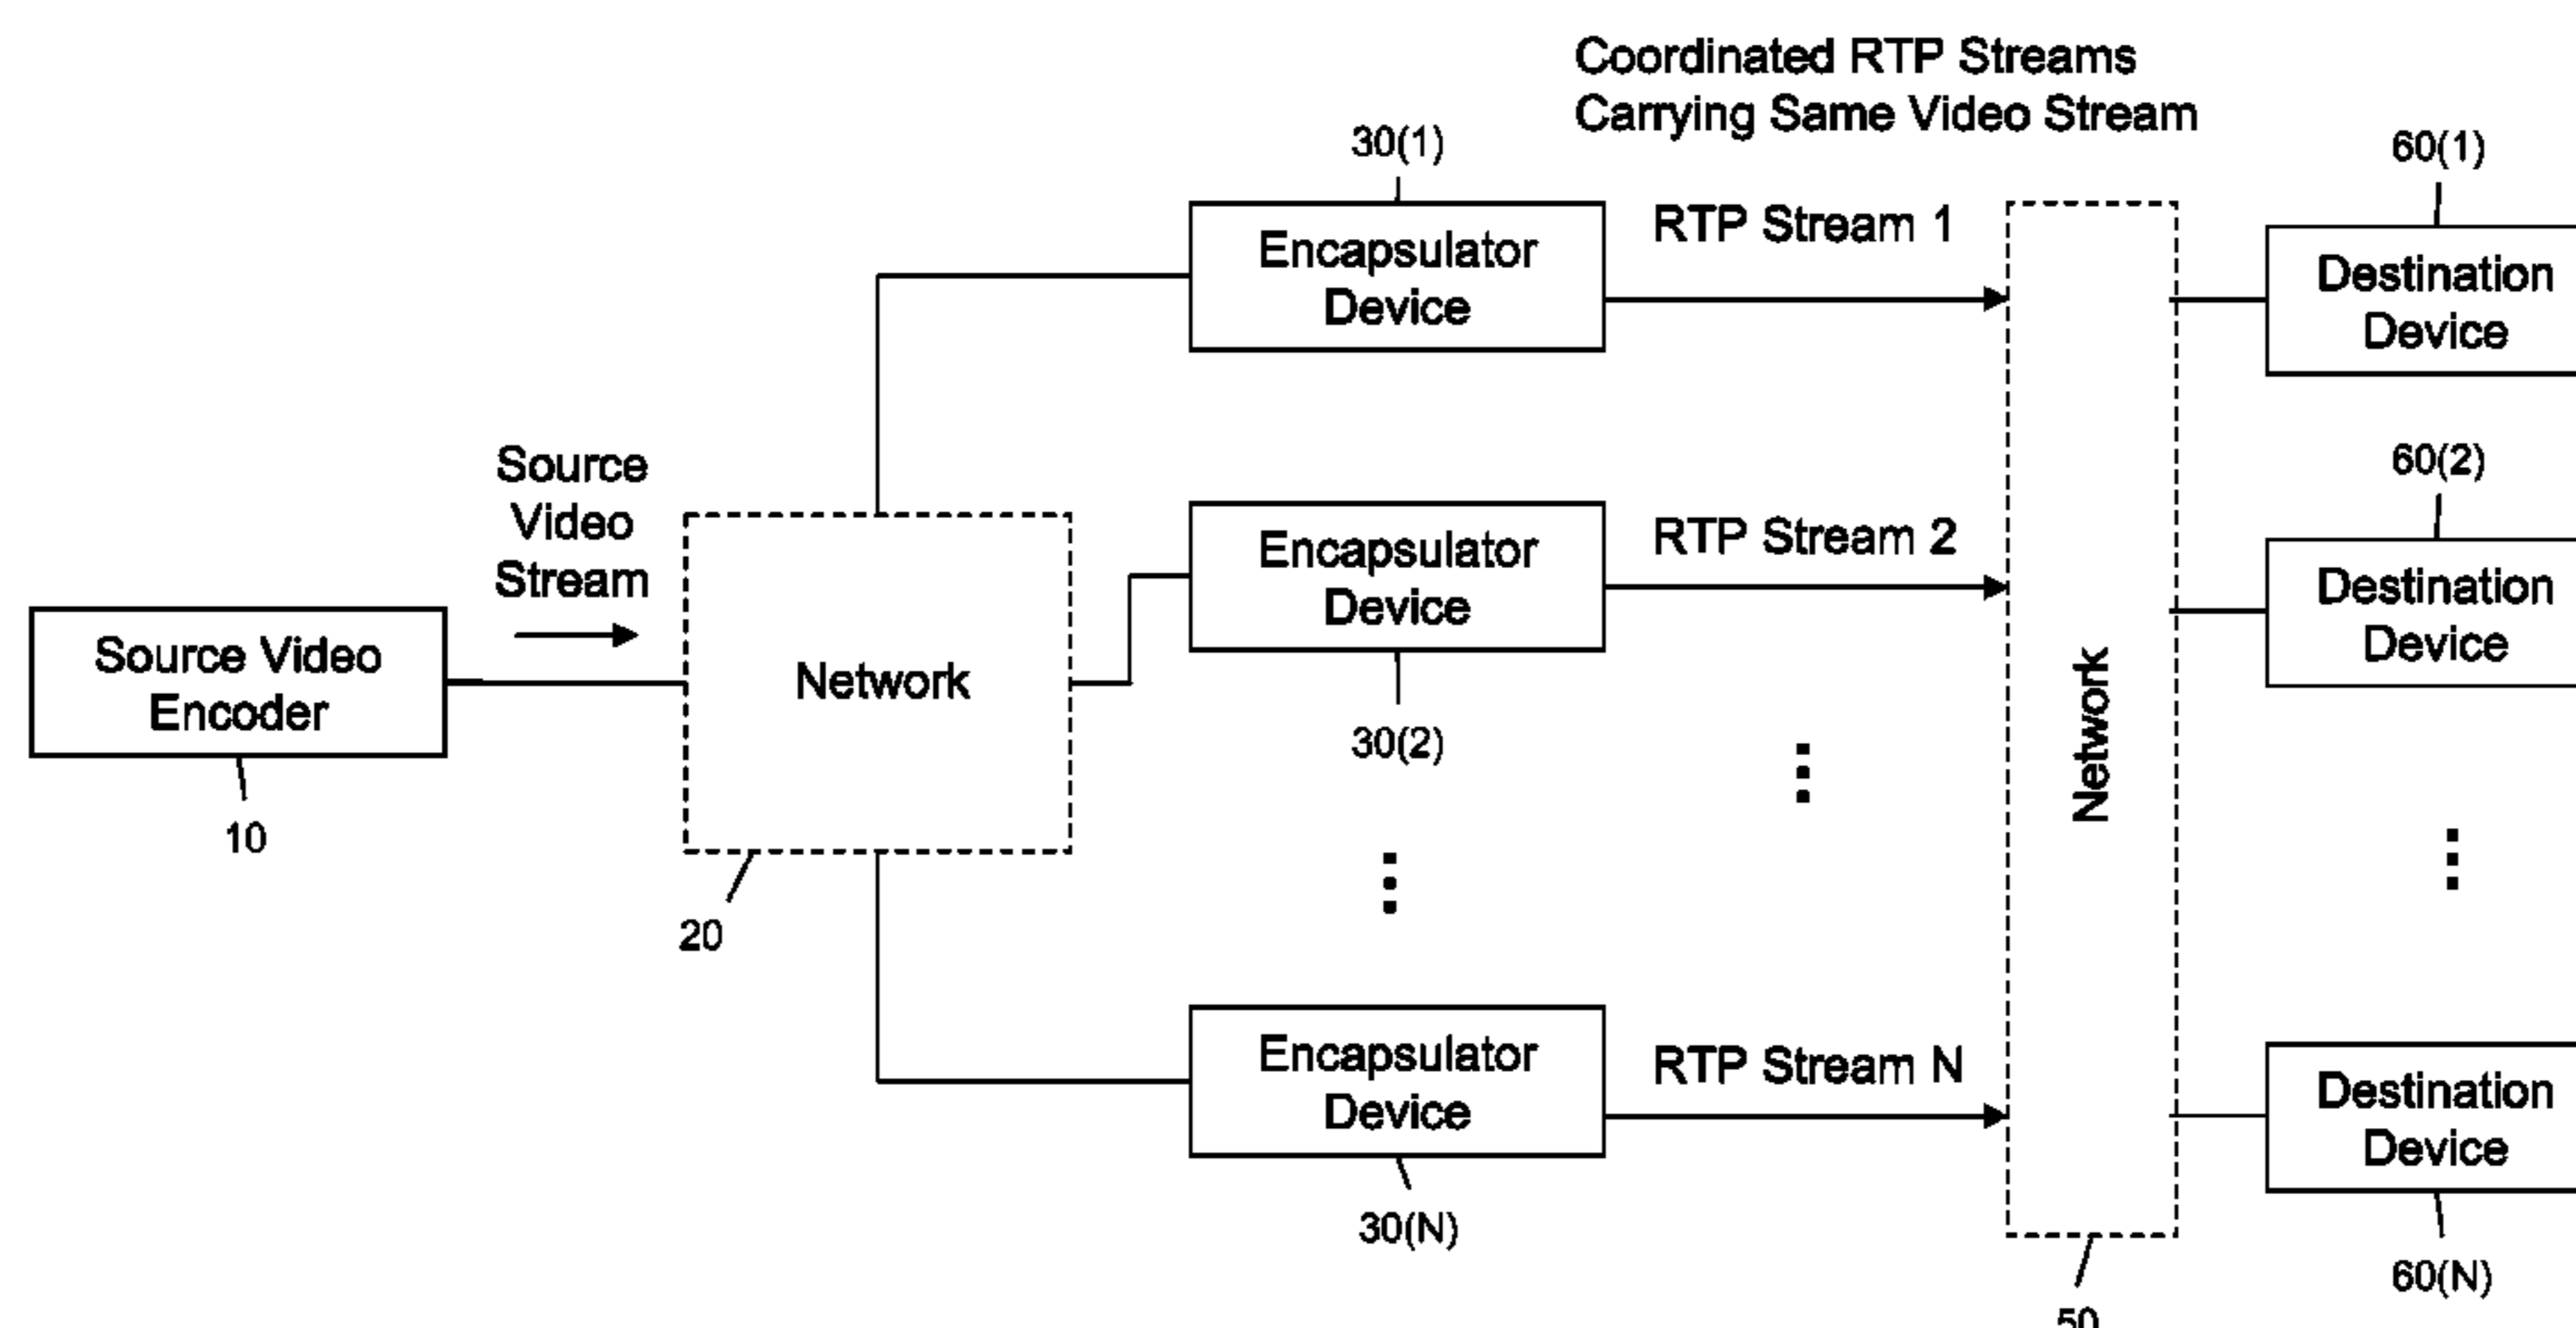 Coordinated RTP Streams
Carrying Same Video Stream
30(1)
60(1)
Encapsulator
Device
RTP Stream 1
Destination
Device
Source
Video
Stream
60(2)
Encapsulator
Device
RTP Stream 2
Destination
Device
Source Video
Encoder
Network
Network
30(2)
10
20
Encapsulator
Device
RTP Stream N
Destination
Device
30(N)
60(N)
50